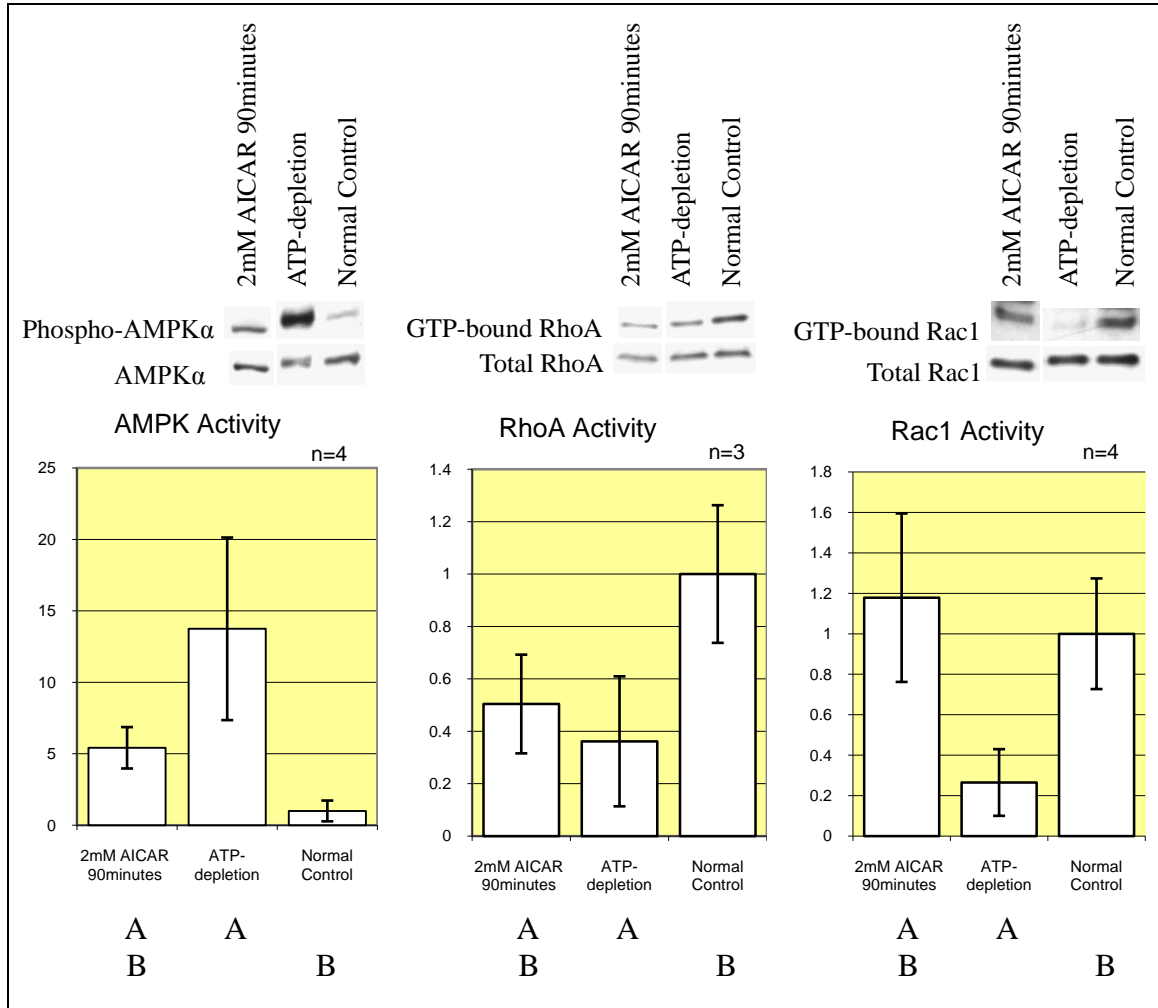 2mM AICAR 90minutes
ATP-depletion
Normal Control
Phospho-AMPKα
AMPKα
AMPK Activity
n=4
25
20
15
10
5
0
2mM AICAR
90minutes
ATP-
depletion
Normal
Control
A A
B B
2mM AICAR 90minutes
ATP-depletion
Normal Control
GTP-bound RhoA
Total RhoA
RhoA Activity
n=3
1.4
1.2
1
0.8
0.6
0.4
0.2
0
2mM AICAR
90minutes
ATP-
depletion
Normal
Control
A A
B B
2mM AICAR 90minutes
ATP-depletion
Normal Control
GTP-bound Rac1
Total Rac1
Rac1 Activity
n=4
1.8
1.6
1.4
1.2
1
0.8
0.6
0.4
0.2
0
2mM AICAR
90minutes
ATP-
depletion
Normal
Control
A A
B B